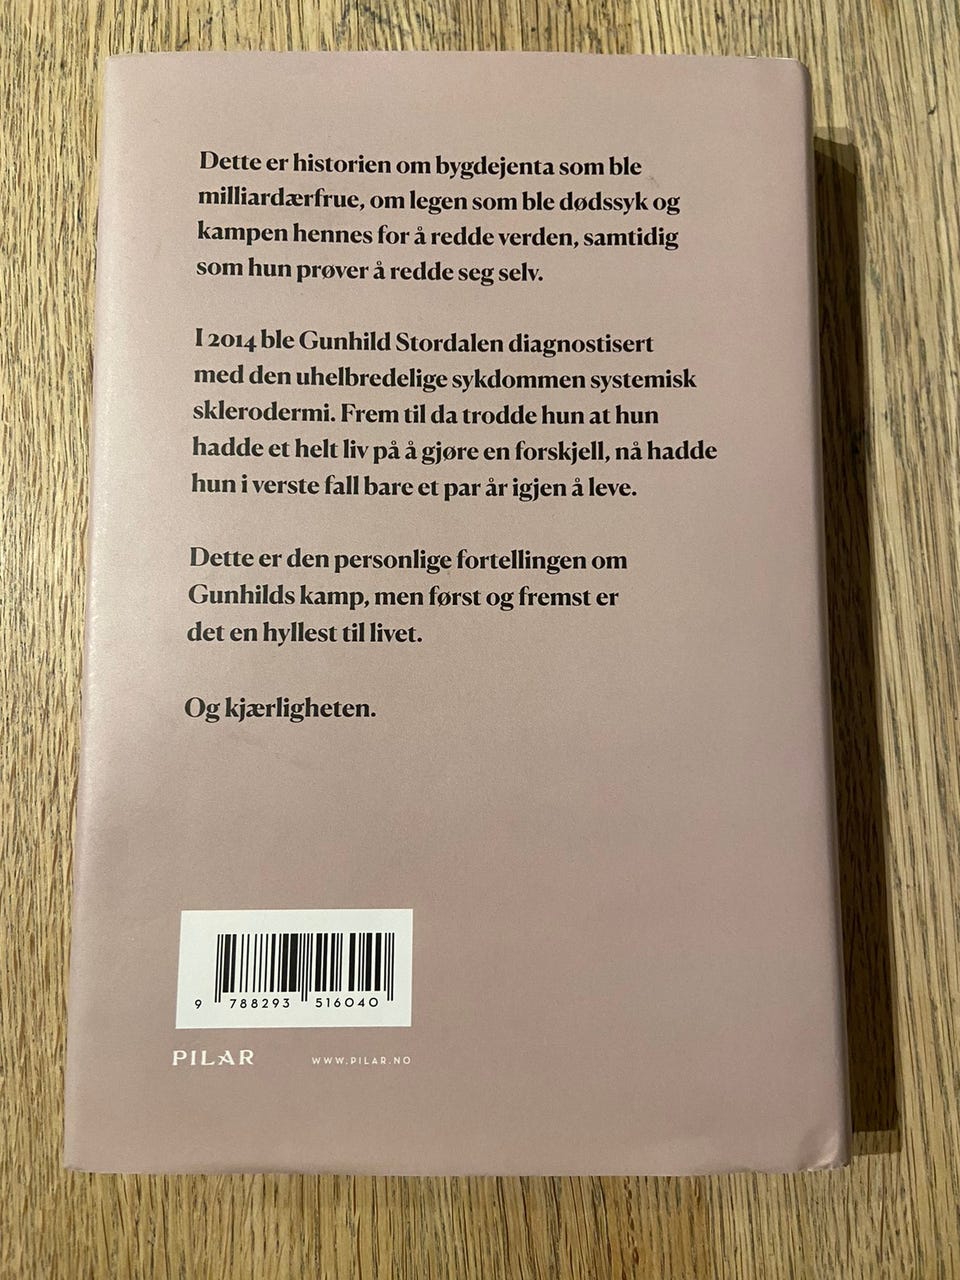 Dette er historien om bygdejenta som ble
milliardærfrue, om legen som ble dødssyk og
kampen hennes for å redde verden, samtidig
som hun prøver å redde seg selv.
I 2014 ble Gunhild Stordalen diagnostisert
med den uhelbredelige sykdommen systemisk
sklerodermi. Frem til da trodde hun at hun
hadde et helt liv på å gjøre en forskjell, nå hadde
hun i verste fall bare et par år igjen å leve.
Dette er den personlige fortellingen om
Gunhilds kamp, men først og fremst er
det en hyllest til livet.
Og kjærligheten.
9 788293 516040
PILAR WWW.PILAR.NO